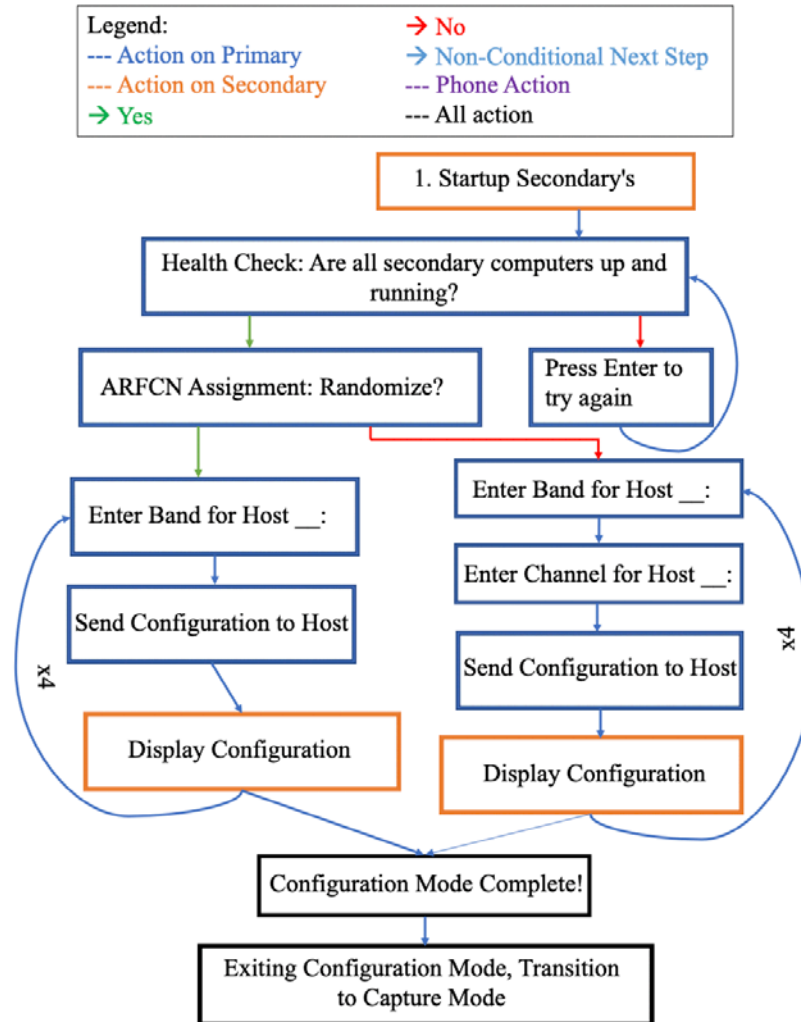 Legend:
--- Action on Primary
--- Action on Secondary
→ Yes
→ No
→ Non-Conditional Next Step
--- Phone Action
--- All action
1. Startup Secondary's
Health Check: Are all secondary computers up and
running?
ARFCN Assignment: Randomize?
Press Enter to
try again
Enter Band for Host __:
Send Configuration to Host
x4
Display Configuration
Enter Band for Host __:
Enter Channel for Host __:
Send Configuration to Host
x4
Display Configuration
Configuration Mode Complete!
Exiting Configuration Mode, Transition
to Capture Mode